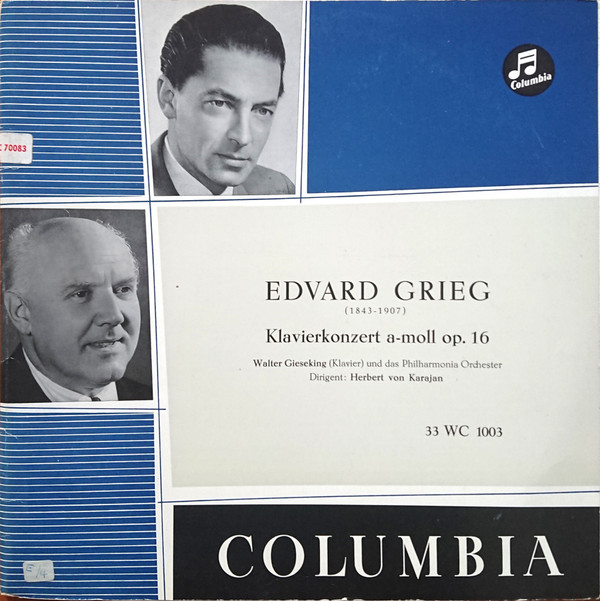 Columbia
C 70083
EDVARD GRIEG
(1843-1907)
Klavierkonzert a-moll op. 16
Walter Gieseking (Klavier) und das Philharmonia Orchester
Dirigent: Herbert von Karajan
33 WC 1003
COLUMBIA